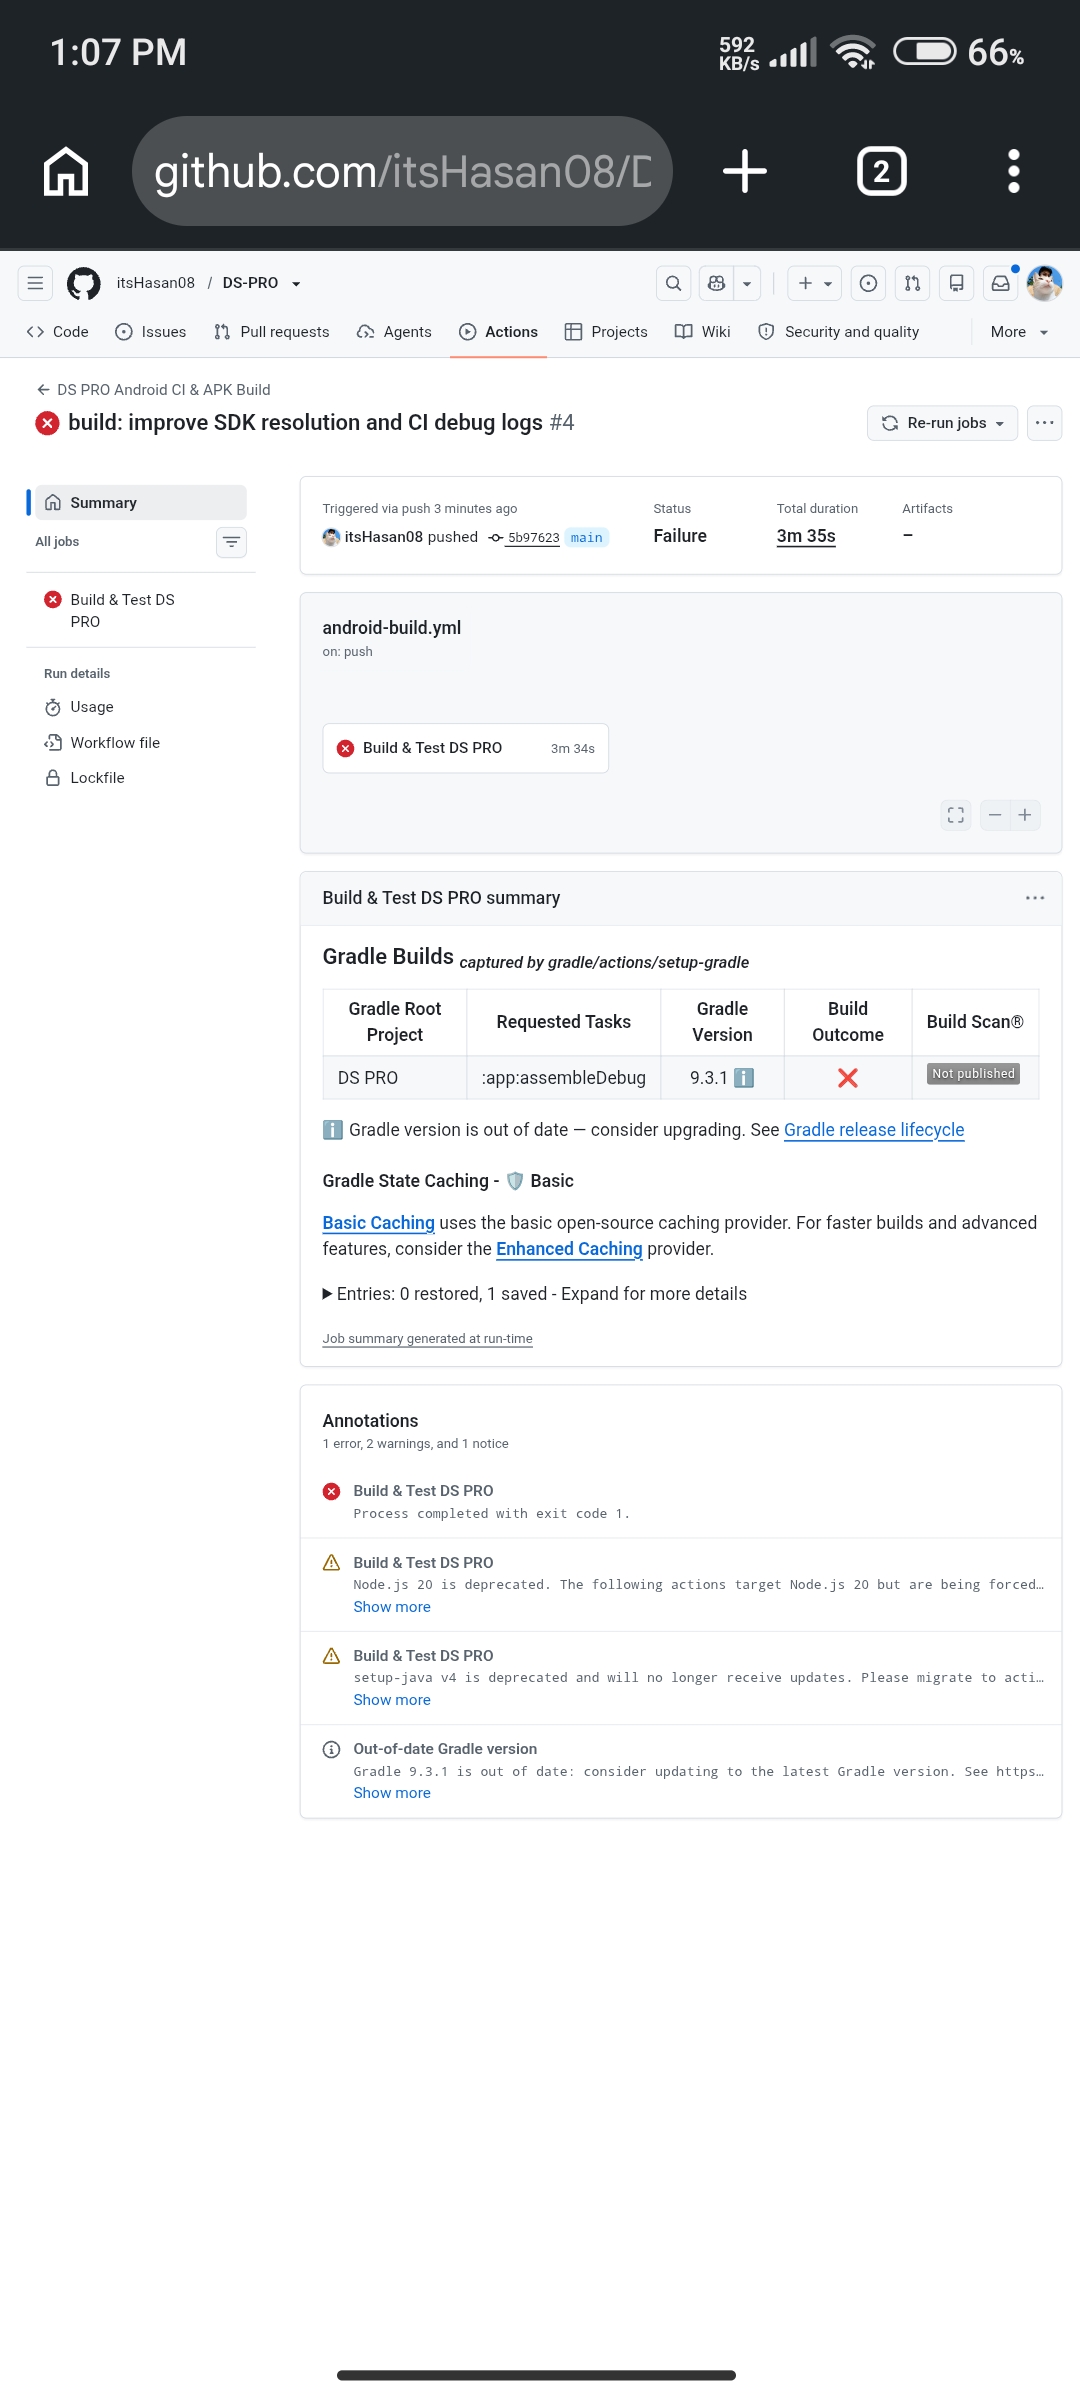 1:07 PM
592 KB/s
66%
github.com/itsHasan08/D
2
itsHasan08 / DS-PRO
Code
Issues
Pull requests
Agents
Actions
Projects
Wiki
Security and quality
More
DS PRO Android CI & APK Build
build: improve SDK resolution and CI debug logs #4
Re-run jobs
Summary
All jobs
Build & Test DS
PRO
Run details
Usage
Workflow file
Lockfile
Triggered via push 3 minutes ago
itsHasan08 pushed 5b97623 main
Status
Failure
Total duration
3m 35s
Artifacts
–
android-build.yml
on: push
Build & Test DS PRO 3m 34s
Build & Test DS PRO summary
Gradle Builds captured by gradle/actions/setup-gradle
Gradle Root Project
Requested Tasks
Gradle Version
Build Outcome
Build Scan®
DS PRO
:app:assembleDebug
9.3.1 ℹ️
❌
Not published
ℹ️ Gradle version is out of date — consider upgrading. See Gradle release lifecycle
Gradle State Caching - 🛡️ Basic
Basic Caching uses the basic open-source caching provider. For faster builds and advanced
features, consider the Enhanced Caching provider.
Entries: 0 restored, 1 saved - Expand for more details
Job summary generated at run-time
Annotations
1 error, 2 warnings, and 1 notice
Build & Test DS PRO
Process completed with exit code 1.
Build & Test DS PRO
Node.js 20 is deprecated. The following actions target Node.js 20 but are being forced…
Show more
Build & Test DS PRO
setup-java v4 is deprecated and will no longer receive updates. Please migrate to acti…
Show more
Out-of-date Gradle version
Gradle 9.3.1 is out of date: consider updating to the latest Gradle version. See https…
Show more